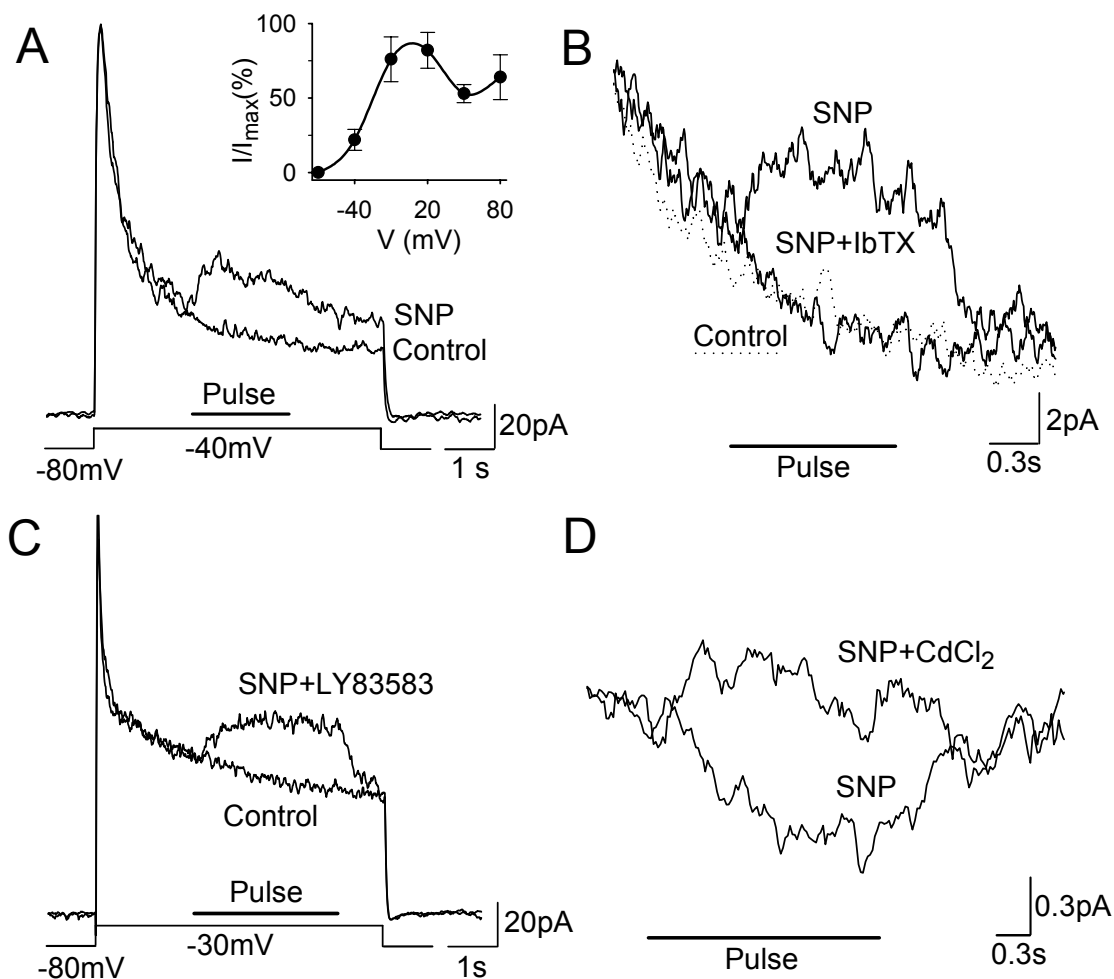 A
100
50
0
I/Imax(%)
-40
20
80
V (mV)
SNP
Control
Pulse
20pA
-80mV
-40mV
1 s
B
SNP
SNP+IbTX
Control
2pA
Pulse
0.3s
C
SNP+LY83583
Control
Pulse
20pA
-80mV
-30mV
1s
D
SNP+CdCl2
SNP
0.3pA
Pulse
0.3s